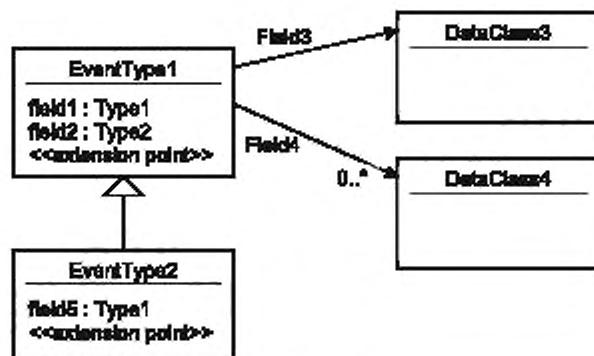 Field3
DataClass3
EventType1
field1 : Type1
field2 : Type2
<<extension point>>
Field4
0..*
DataClass4
EventType2
field5 : Type1
<<extension point>>